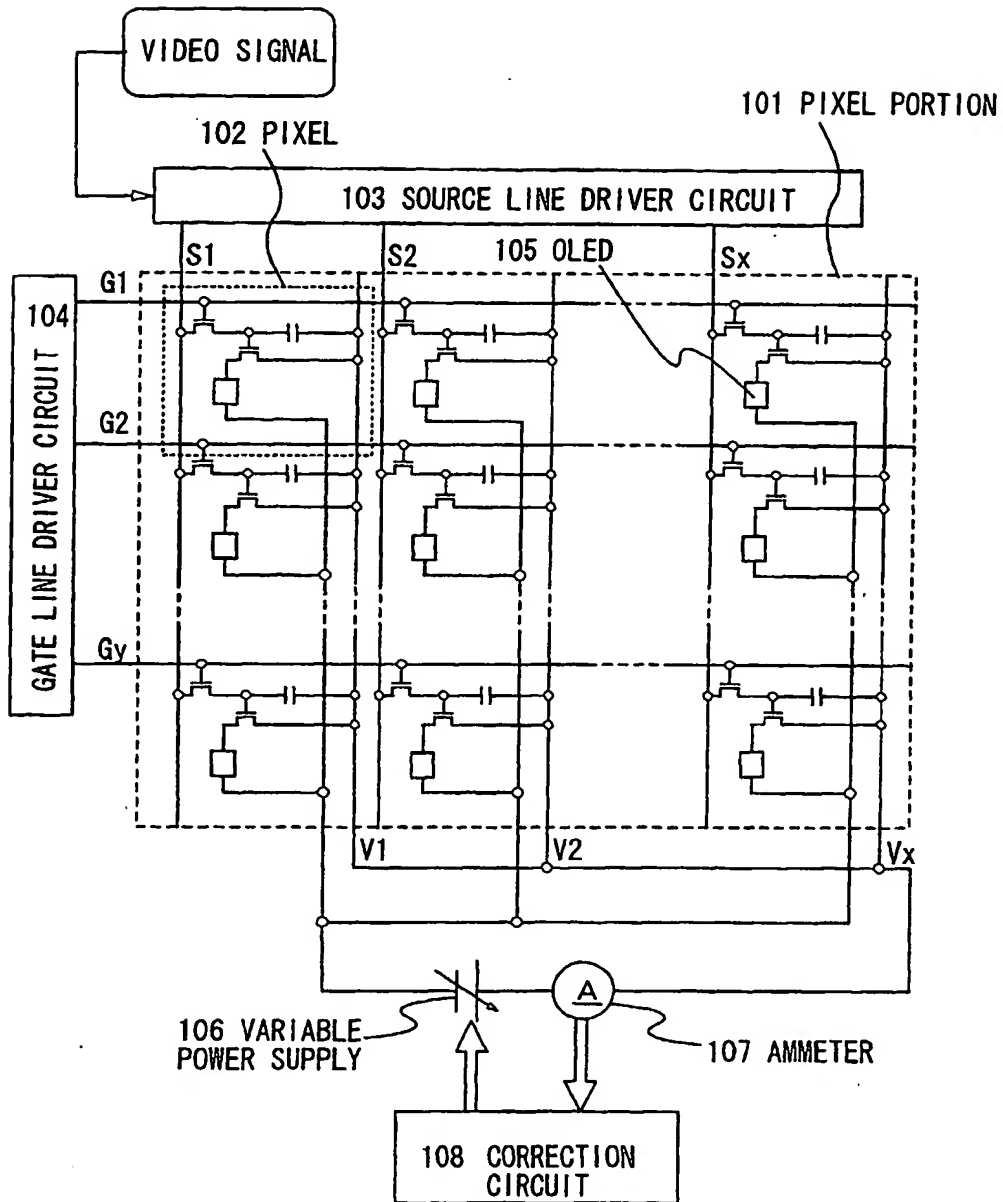 VIDEO SIGNAL
101 PIXEL PORTION
102 PIXEL
103 SOURCE LINE DRIVER CIRCUIT
S1
S2
105 OLED
Sx
G1
104
GATE LINE DRIVER CIRCUIT
G2
Gy
V1
V2
Vx
A
106 VARIABLE
POWER SUPPLY
107 AMMETER
108 CORRECTION
CIRCUIT